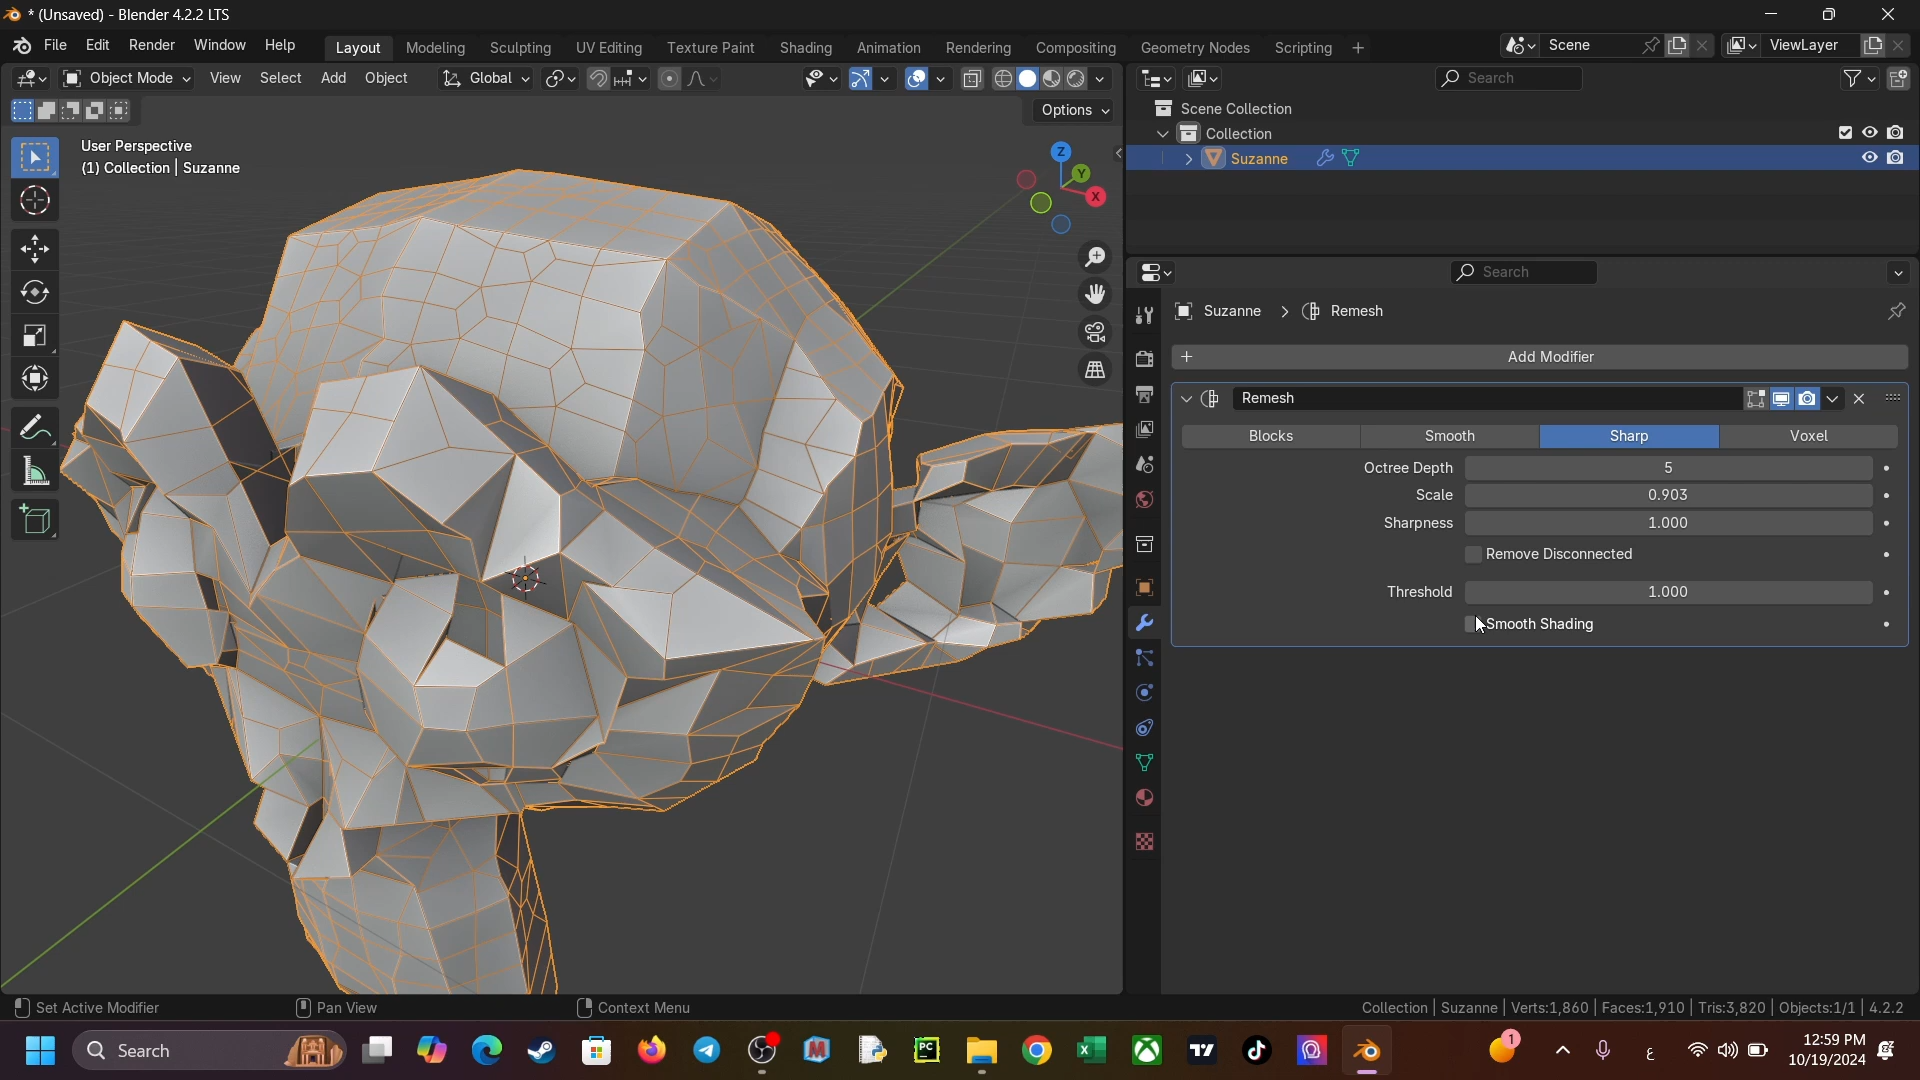 * (Unsaved) - Blender 4.2.2 LTS
File Edit Render Window Help Layout Modeling Sculpting UV Editing Texture Paint Shading Animation Rendering Compositing Geometry Nodes Scripting + Scene ViewLayer
Object Mode View Select Add Object Global Search
Options
Scene Collection
Collection
Suzanne
User Perspective
(1) Collection | Suzanne
Z
Y
X
Search
Suzanne > Remesh
+ Add Modifier
Remesh
Blocks Smooth Sharp Voxel
Octree Depth 5
Scale 0.903
Sharpness 1.000
Remove Disconnected
Threshold 1.000
Smooth Shading
Set Active Modifier Pan View Context Menu Collection | Suzanne | Verts:1,860 | Faces:1,910 | Tris:3,820 | Objects:1/1 | 4.2.2
Search PC 1 ع 12:59 PM
10/19/2024